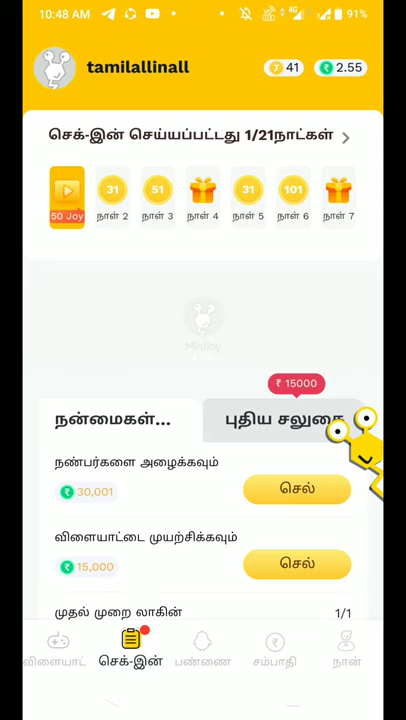 10:48 AM
91%
tamilallinall
41
2.55
செக்-இன் செய்யப்பட்டது 1/21நாட்கள்
31 51 31 101
50 Joy நாள் 2 நாள் 3 நாள் 4 நாள் 5 நாள் 6 நாள் 7
MiniJoy
₹ 15000
நன்மைகள்... புதிய சலுகை
நண்பர்களை அழைக்கவும்
₹ 30,001
செல்
விளையாட்டை முயற்சிக்கவும்
₹ 15,000
செல்
முதல் முறை லாகின் 1/1
விளையாட் செக்-இன் பண்ணை சம்பாதி நான்